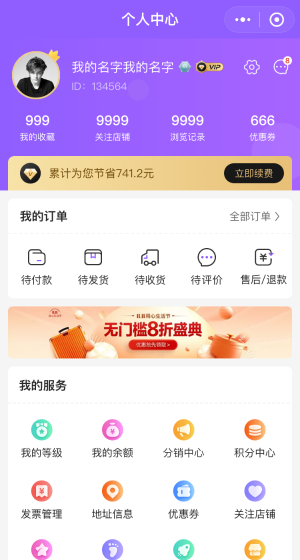 个人中心
我的名字我的名字 VIP
8
ID：134564
999 9999 9999 666
我的收藏 关注店铺 浏览记录 优惠券
累计为您节省741.2元 立即续费
我的订单 全部订单
待付款 待发货 待收货 待评价 售后/退款
无门槛8折盛典
优惠抢先领取
我的服务
我的等级 我的余额 分销中心 积分中心
发票管理 地址信息 优惠券 关注店铺